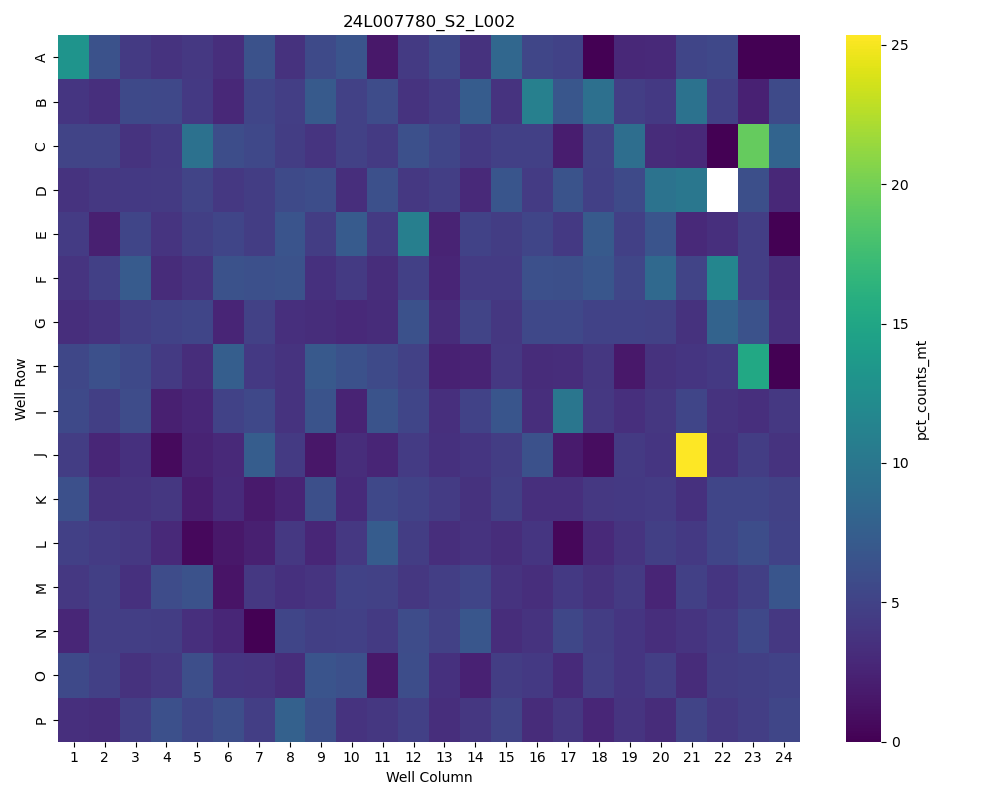 24L007780_S2_L002
A
B
C
D
E
F
G
H
I
J
K
L
M
N
O
P
Well Row
1 2 3 4 5 6 7 8 9 10 11 12 13 14 15 16 17 18 19 20 21 22 23 24
Well Column
25
20
15
10
5
0
pct_counts_mt